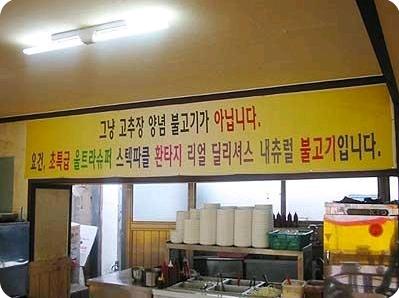 그냥 고추장 양념 불고기가 아닙니다.
요건, 초특급 울트라슈퍼 스텍타클 환타지 리얼 딜리셔스 내츄럴 불고기입니다.